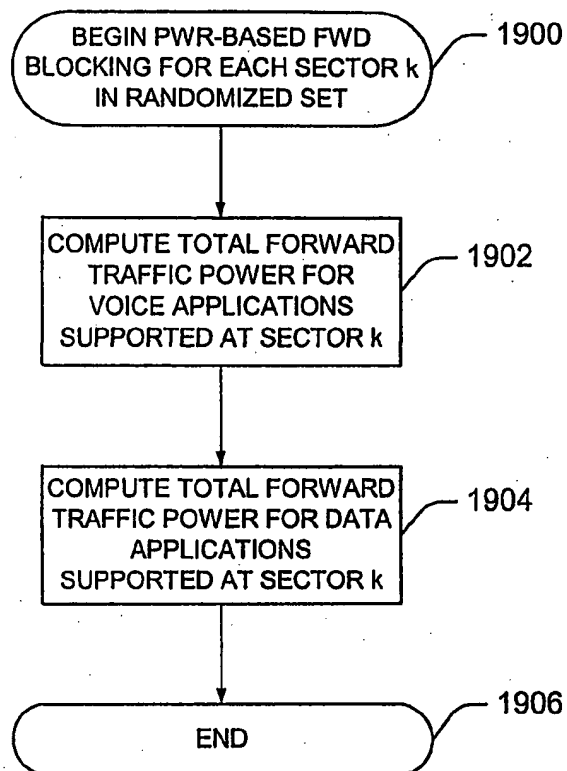 BEGIN PWR-BASED FWD
BLOCKING FOR EACH SECTOR k
IN RANDOMIZED SET
1900
COMPUTE TOTAL FORWARD
TRAFFIC POWER FOR
VOICE APPLICATIONS
SUPPORTED AT SECTOR k
1902
COMPUTE TOTAL FORWARD
TRAFFIC POWER FOR DATA
APPLICATIONS
SUPPORTED AT SECTOR k
1904
END
1906